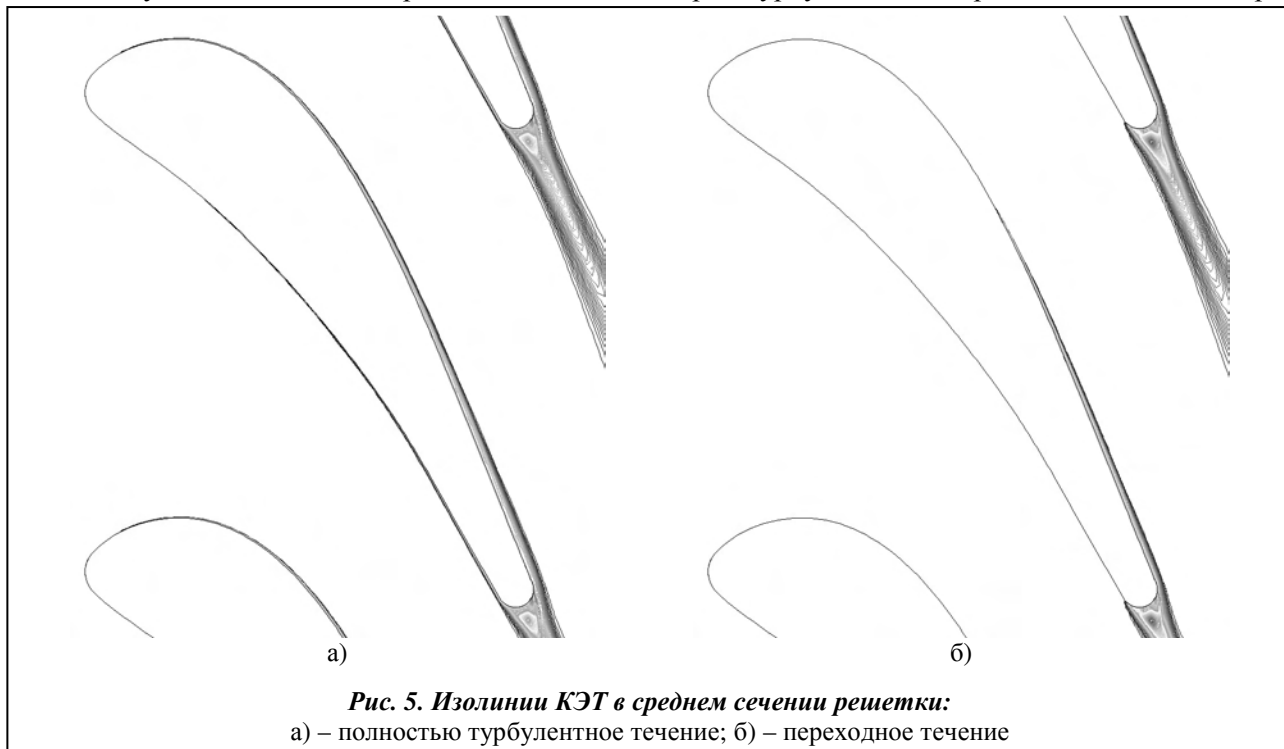 а)
б)
Рис. 5. Изолинии КЭТ в среднем сечении решетки:
а) – полностью турбулентное течение; б) – переходное течение